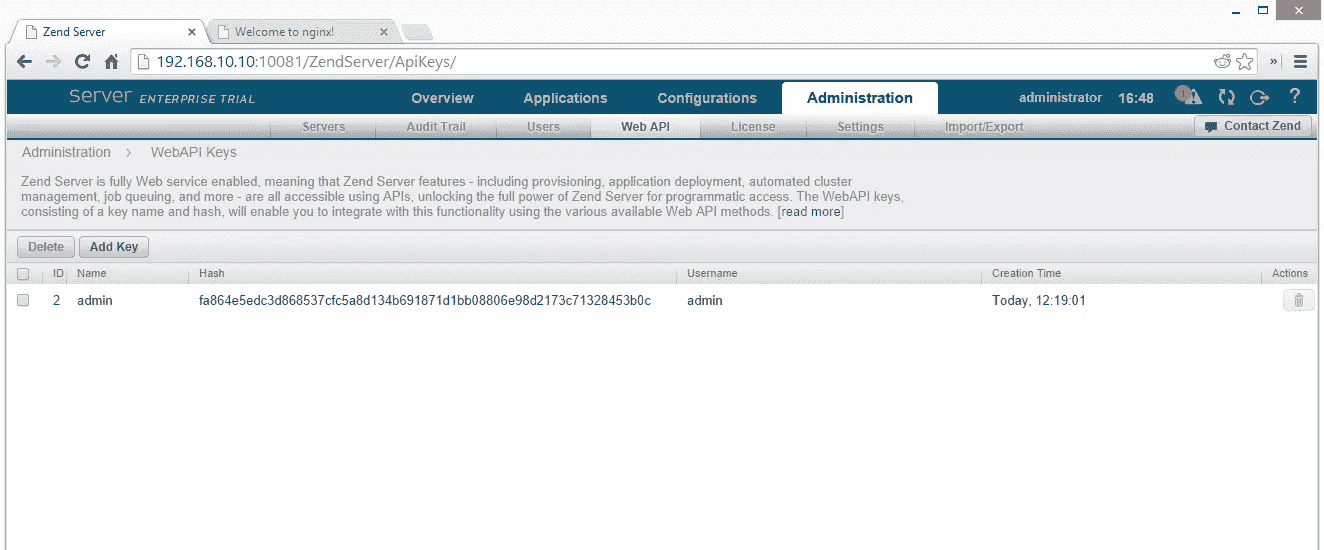 Zend Server
Welcome to nginx!
192.168.10.10:10081/ZendServer/ApiKeys/
Server ENTERPRISE TRIAL Overview Applications Configurations Administration administrator 16:48
Servers Audit Trail Users Web API License Settings Import/Export Contact Zend
Administration > WebAPI Keys
Zend Server is fully Web service enabled, meaning that Zend Server features - including provisioning, application deployment, automated cluster
management, job queuing, and more - are all accessible using APIs, unlocking the full power of Zend Server for programmatic access. The WebAPI keys,
consisting of a key name and hash, will enable you to integrate with this functionality using the various available Web API methods. [read more]
Delete Add Key
ID Name Hash Username Creation Time Actions
2 admin fa864e5edc3d868537cfc5a8d134b691871d1bb08806e98d2173c71328453b0c admin Today, 12:19:01